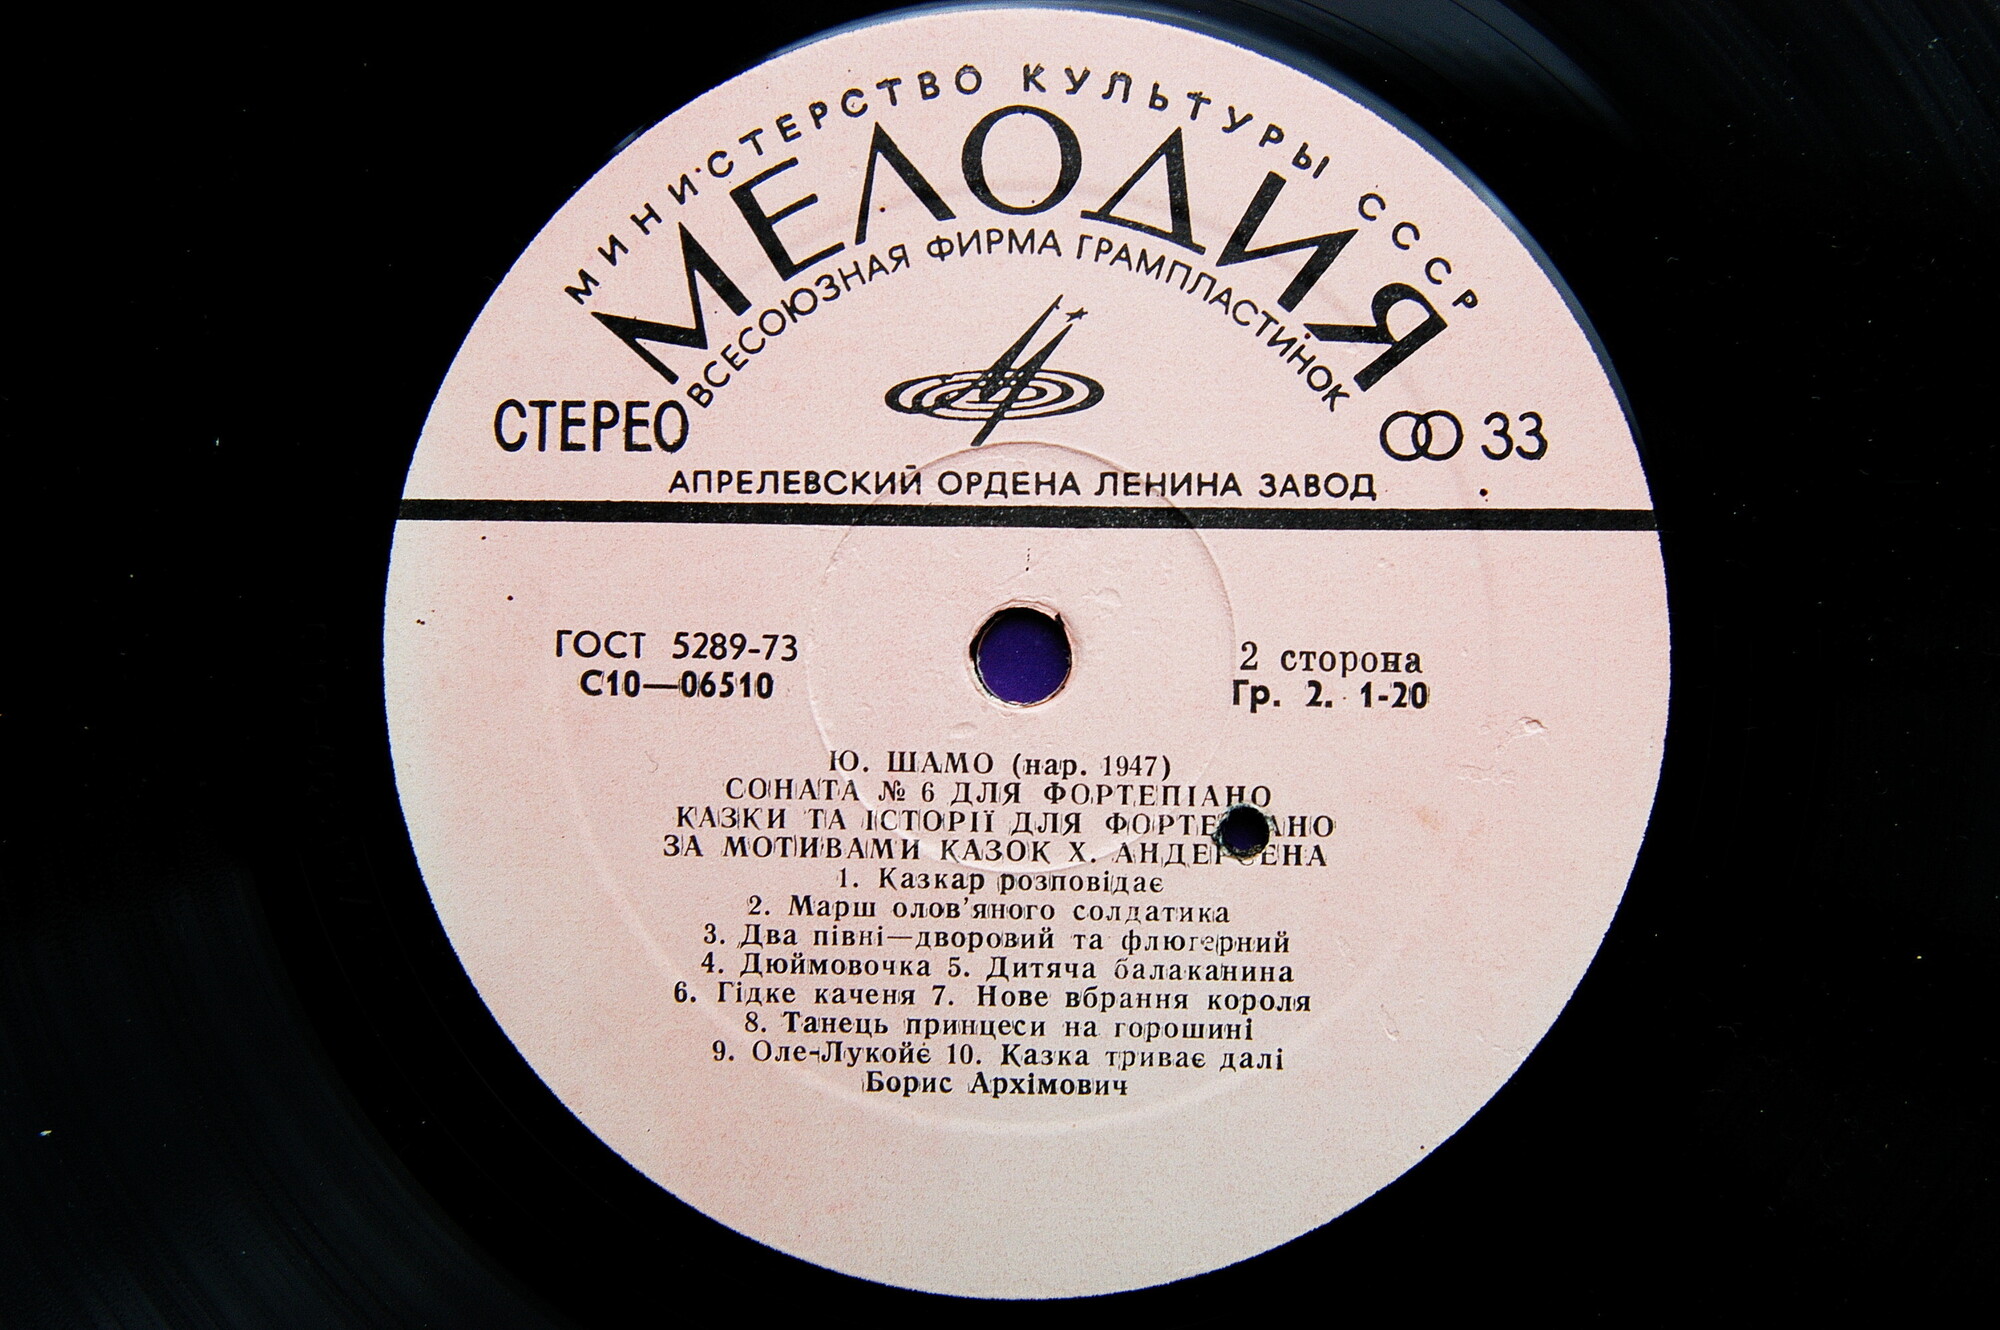 МИНИСТЕРСТВО КУЛЬТУРЫ СССР
МЕЛОДИЯ
ВСЕСОЮЗНАЯ ФИРМА ГРАМПЛАСТИНОК
СТЕРЕО 33
АПРЕЛЕВСКИЙ ОРДЕНА ЛЕНИНА ЗАВОД
ГОСТ 5289-73
С10—06510
2 сторона
Гр. 2. 1-20
Ю. ШАМО (нар. 1947)
СОНАТА № 6 ДЛЯ ФОРТЕПІАНО
КАЗКИ ТА ІСТОРІЇ ДЛЯ
ЗА МОТИВАМИ КАЗОК Х. АНДЕРСЕНА
1. Казкар розповідає
2. Марш олов'яного солдатика
3. Два півні—дворовий та флюгерний
4. Дюймовочка 5. Дитяча балаканина
6. Гідке каченя 7. Нове вбрання короля
8. Танець принцеси на горошині
9. Оле-Лукойє 10. Казка триває далі
Борис Архімович